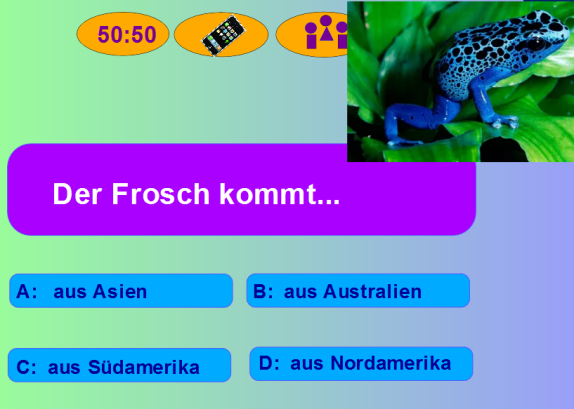 50:50
Der Frosch kommt...
A: aus Asien
B: aus Australien
C: aus Südamerika
D: aus Nordamerika